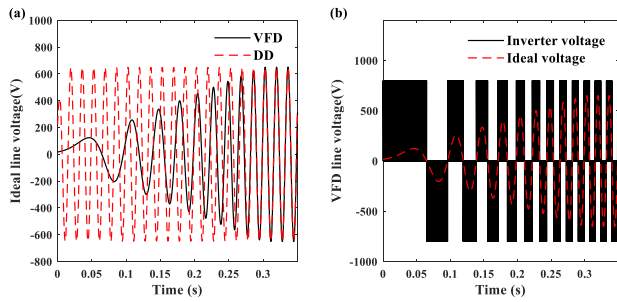 (a)
1000
800
600
400
200
0
-200
-400
-600
-800
Ideal line voltage(V)
VFD
DD
0
0.05
0.1
0.15
0.2
0.25
0.3
Time (s)
(b)
1000
500
0
-500
-1000
VFD line voltage(V)
Inverter voltage
Ideal voltage
0
0.05
0.1
0.15
0.2
0.25
0.3
Time (s)